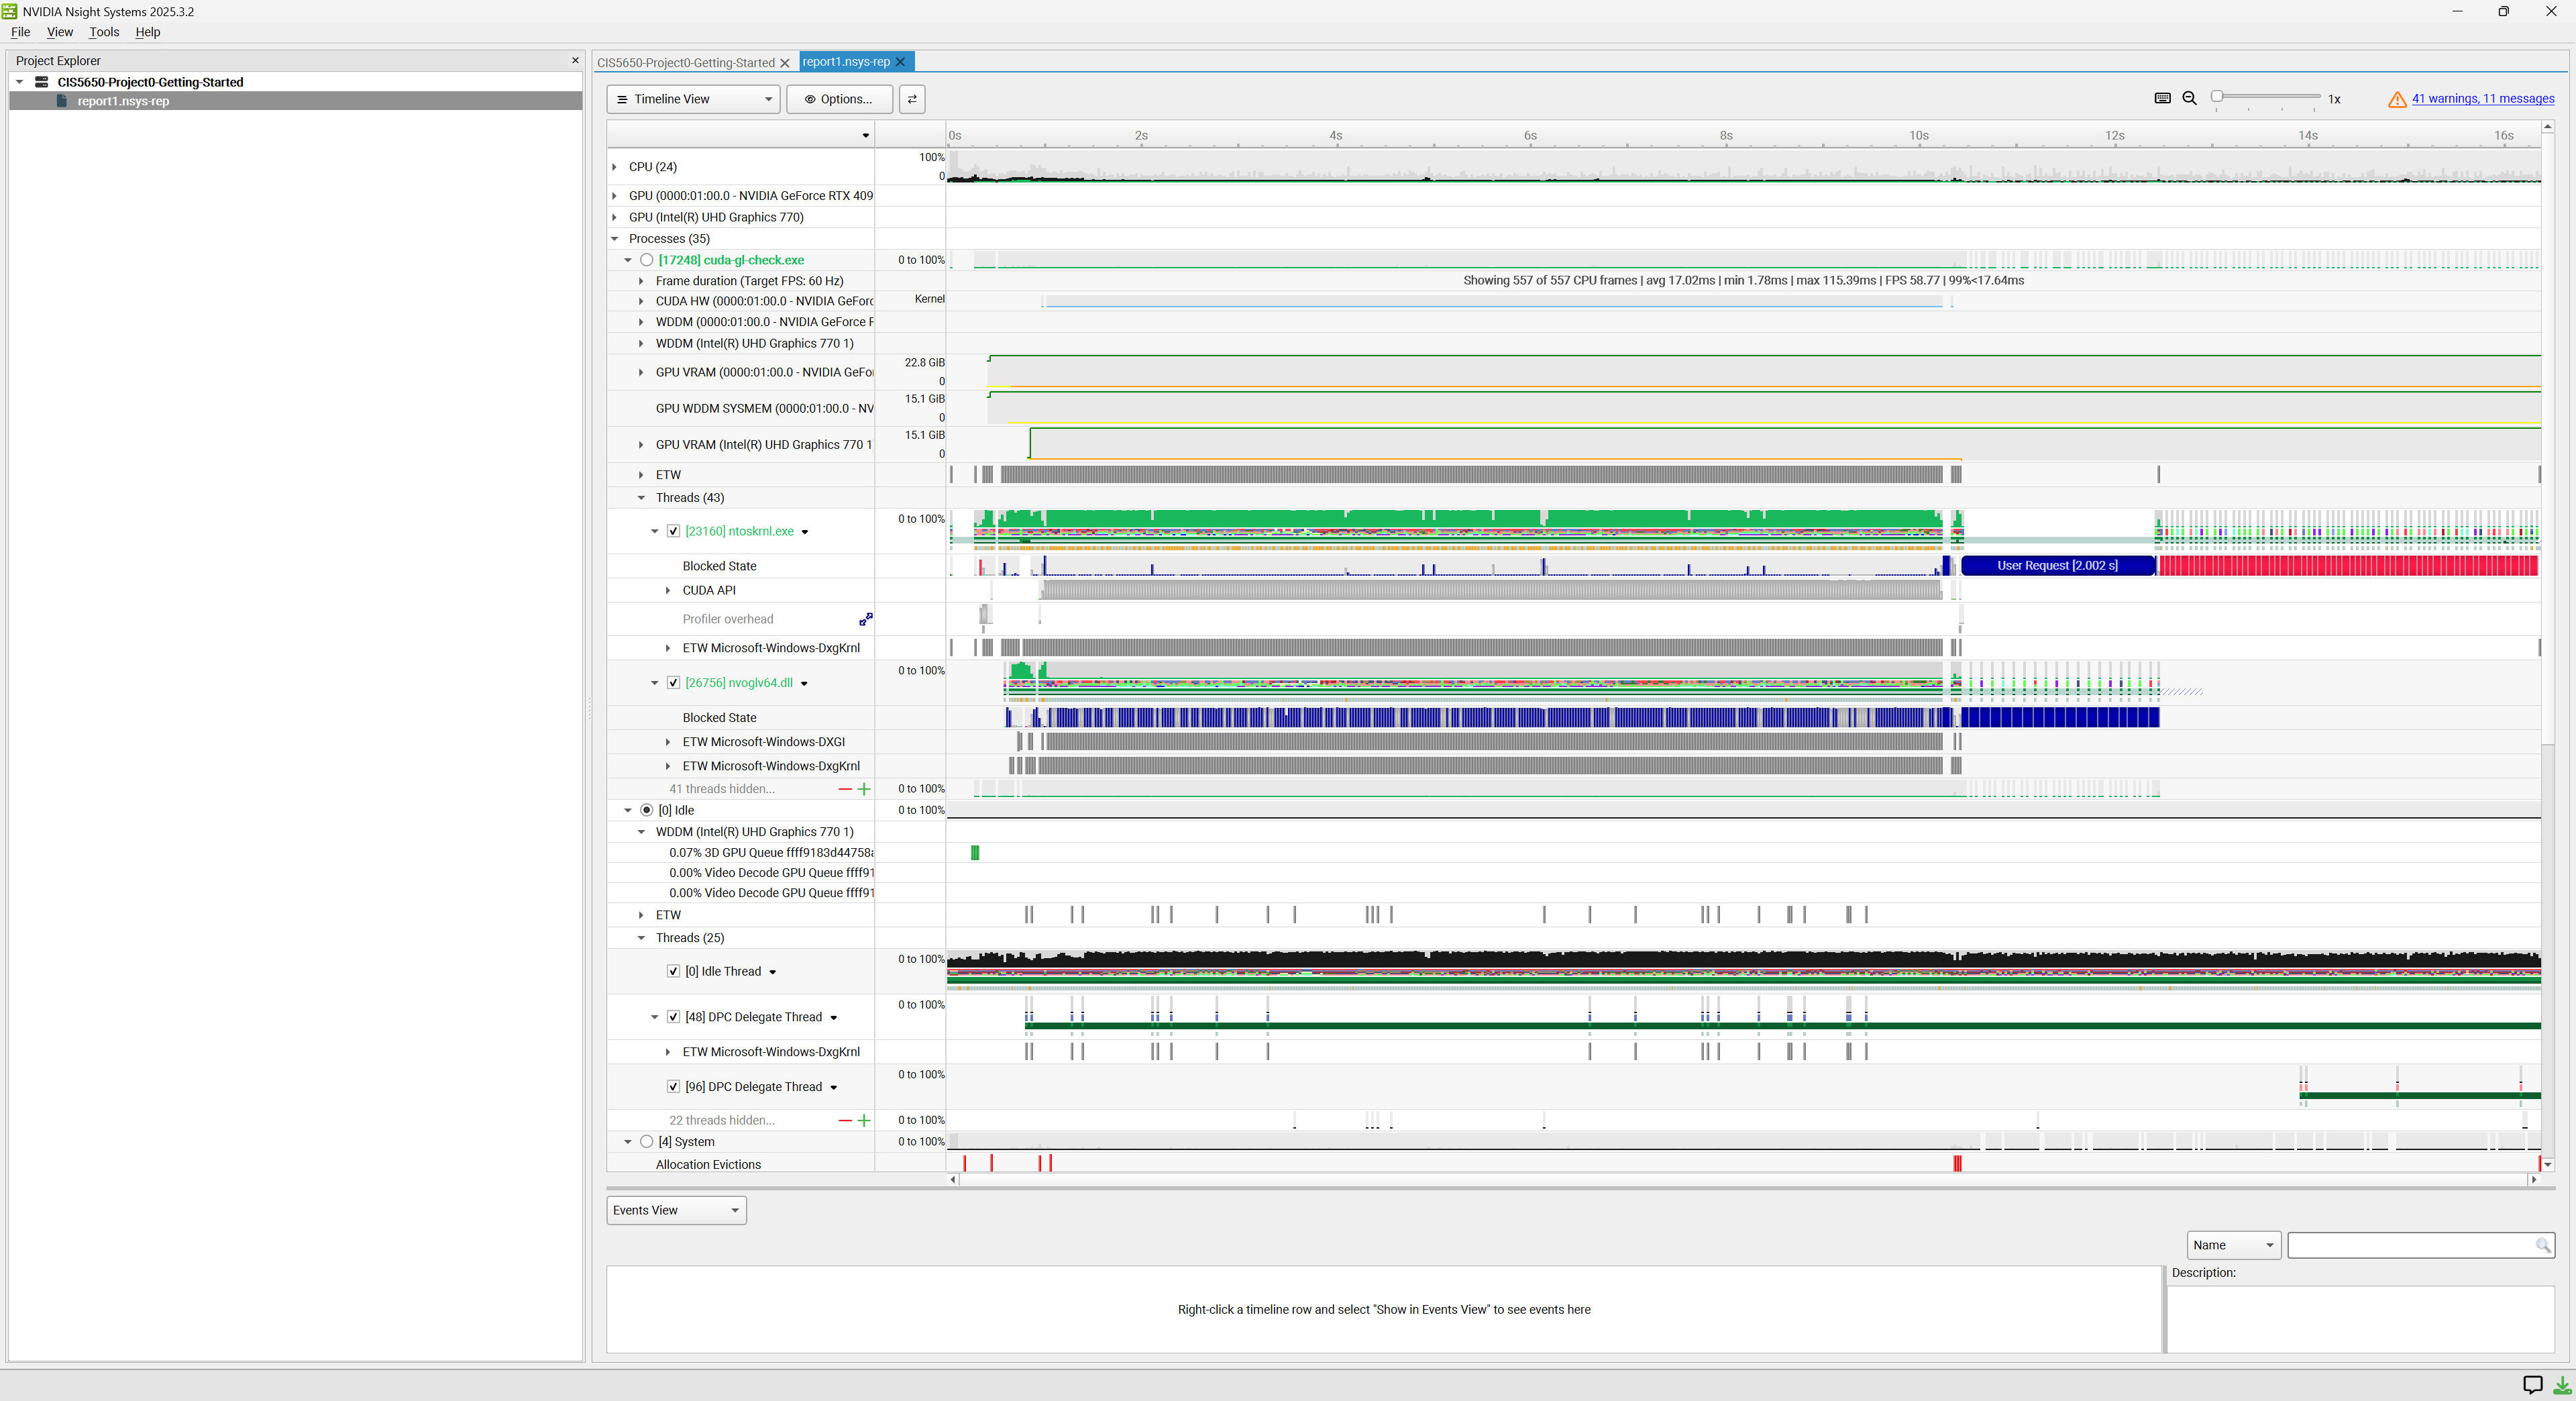 NVIDIA Nsight Systems 2025.3.2
File View Tools Help
Project Explorer
CIS5650-Project0-Getting-Started
report1.nsys-rep
CIS5650-Project0-Getting-Started
report1.nsys-rep
Timeline View
Options...
1x
41 warnings, 11 messages
0s 2s 4s 6s 8s 10s 12s 14s 16s
CPU (24)
100%
0
GPU (0000:01:00.0 - NVIDIA GeForce RTX 409
GPU (Intel(R) UHD Graphics 770)
Processes (35)
[17248] cuda-gl-check.exe
0 to 100%
Frame duration (Target FPS: 60 Hz)
Showing 557 of 557 CPU frames | avg 17.02ms | min 1.78ms | max 115.39ms | FPS 58.77 | 99%<17.64ms
CUDA HW (0000:01:00.0 - NVIDIA GeForc
Kernel
WDDM (0000:01:00.0 - NVIDIA GeForce F
WDDM (Intel(R) UHD Graphics 770 1)
GPU VRAM (0000:01:00.0 - NVIDIA GeFo
22.8 GiB
0
GPU WDDM SYSMEM (0000:01:00.0 - NV
15.1 GiB
0
GPU VRAM (Intel(R) UHD Graphics 770 1
15.1 GiB
0
ETW
Threads (43)
[23160] ntoskrnl.exe
0 to 100%
Blocked State
User Request [2.002 s]
CUDA API
Profiler overhead
ETW Microsoft-Windows-DxgKrnl
[26756] nvoglv64.dll
0 to 100%
Blocked State
ETW Microsoft-Windows-DXGI
ETW Microsoft-Windows-DxgKrnl
41 threads hidden...
0 to 100%
[0] Idle
0 to 100%
WDDM (Intel(R) UHD Graphics 770 1)
0.07% 3D GPU Queue ffff9183d44758a
0.00% Video Decode GPU Queue ffff91
0.00% Video Decode GPU Queue ffff91
ETW
Threads (25)
[0] Idle Thread
0 to 100%
[48] DPC Delegate Thread
0 to 100%
ETW Microsoft-Windows-DxgKrnl
[96] DPC Delegate Thread
0 to 100%
22 threads hidden...
0 to 100%
[4] System
0 to 100%
Allocation Evictions
Events View
Name
Description:
Right-click a timeline row and select "Show in Events View" to see events here